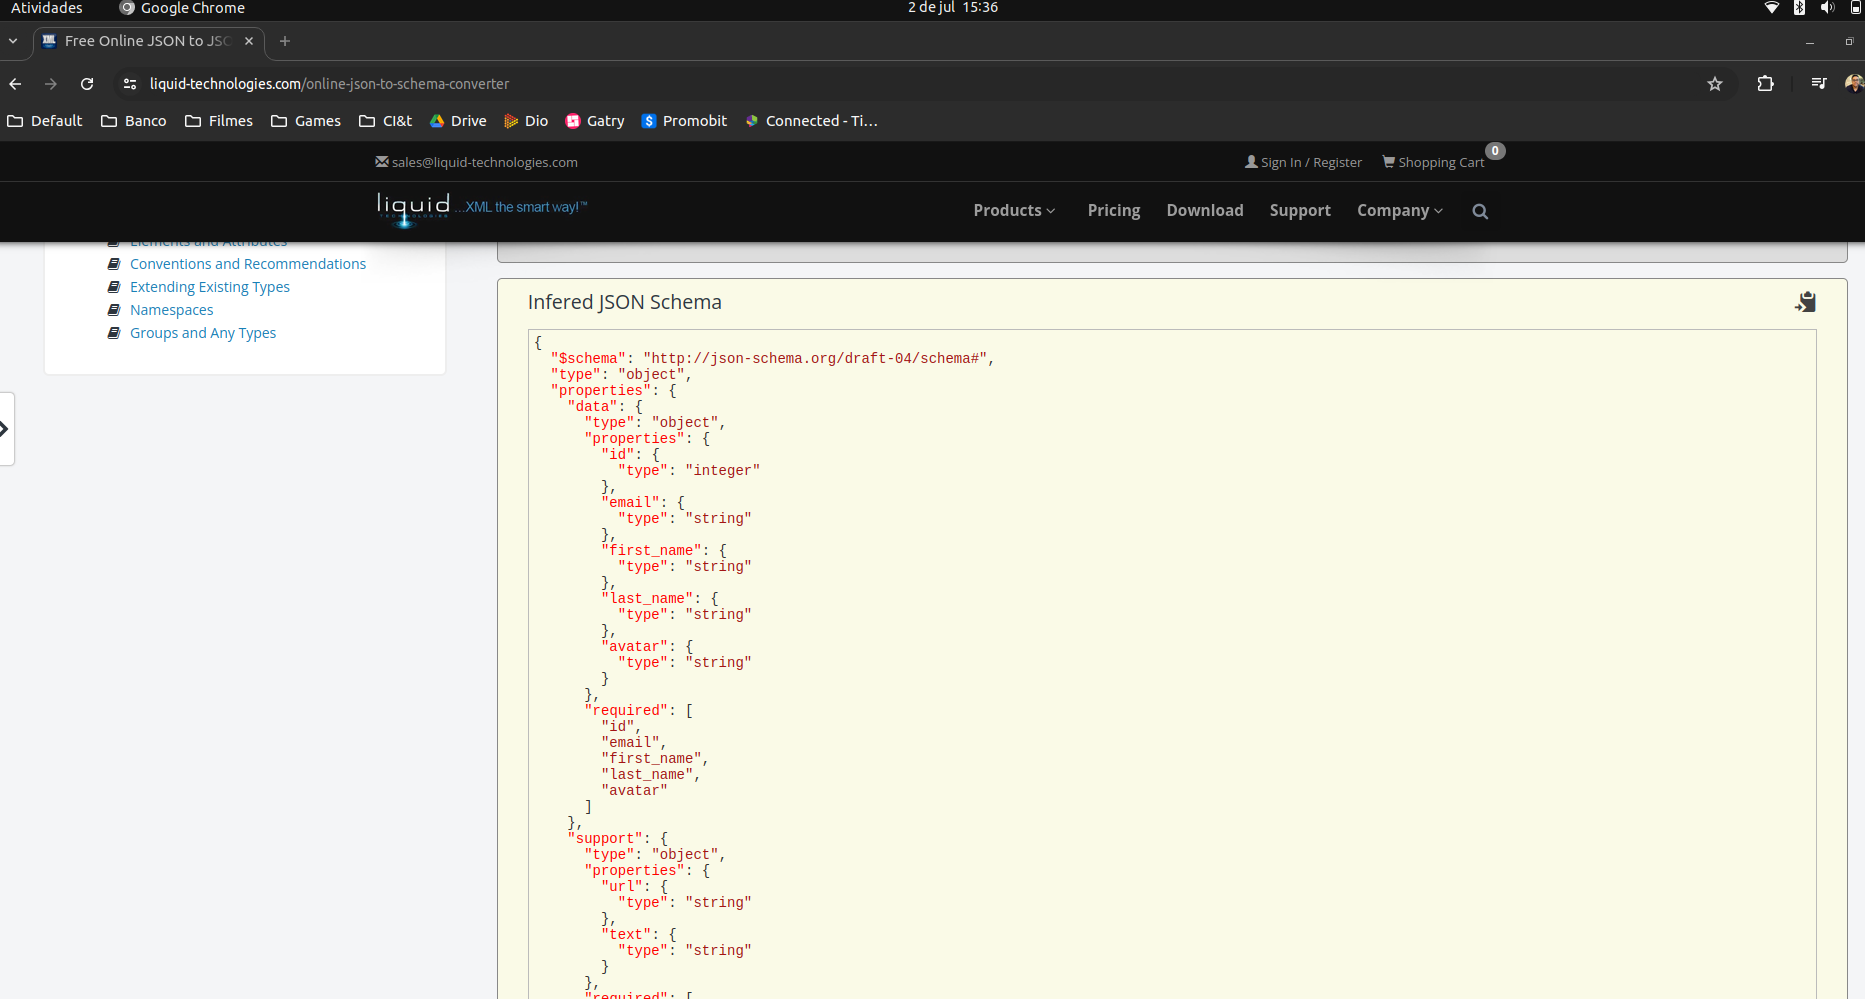 Atividades
Google Chrome
2 de jul 15:36
Free Online JSON to JSO
liquid-technologies.com/online-json-to-schema-converter
Default
Banco
Filmes
Games
CI&t
Drive
Dio
Gatry
Promobit
Connected - Ti…
sales@liquid-technologies.com
Sign In / Register
Shopping Cart
0
liquid
TECHNOLOGIES
...XML the smart way!™
Products
Pricing
Download
Support
Company
Elements and Attributes
Conventions and Recommendations
Extending Existing Types
Namespaces
Groups and Any Types
Infered JSON Schema
{
"$schema": "http://json-schema.org/draft-04/schema#",
"type": "object",
"properties": {
"data": {
"type": "object",
"properties": {
"id": {
"type": "integer"
},
"email": {
"type": "string"
},
"first_name": {
"type": "string"
},
"last_name": {
"type": "string"
},
"avatar": {
"type": "string"
}
},
"required": [
"id",
"email",
"first_name",
"last_name",
"avatar"
]
},
"support": {
"type": "object",
"properties": {
"url": {
"type": "string"
},
"text": {
"type": "string"
}
},
"required": [